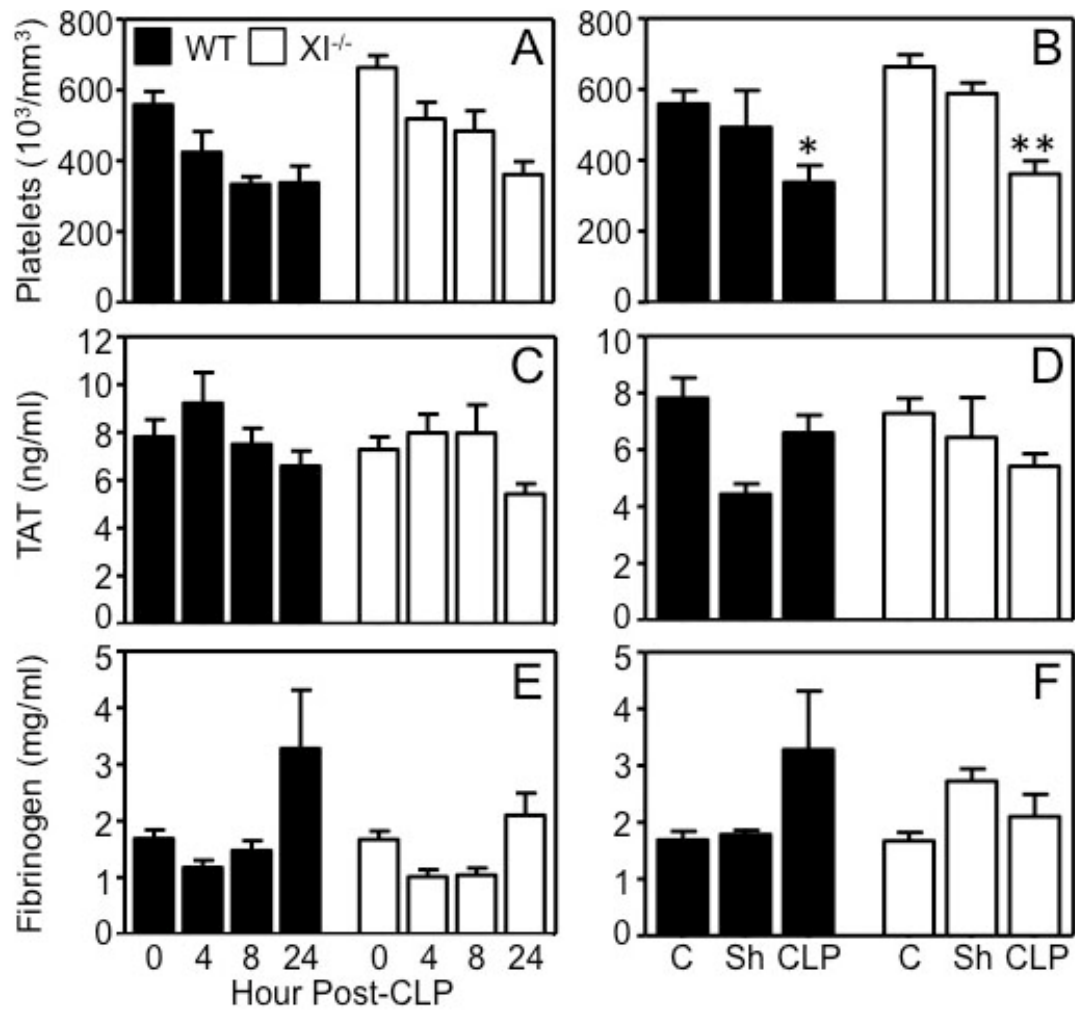 WT XI⁻/⁻
A
Platelets (10³/mm³)
800
600
400
200
0
B
*
**
800
600
400
200
0
C
TAT (ng/ml)
12
10
8
6
4
2
0
D
10
8
6
4
2
0
E
Fibrinogen (mg/ml)
5
4
3
2
1
0
0 4 8 24 0 4 8 24
Hour Post-CLP
F
5
4
3
2
1
0
C Sh CLP C Sh CLP